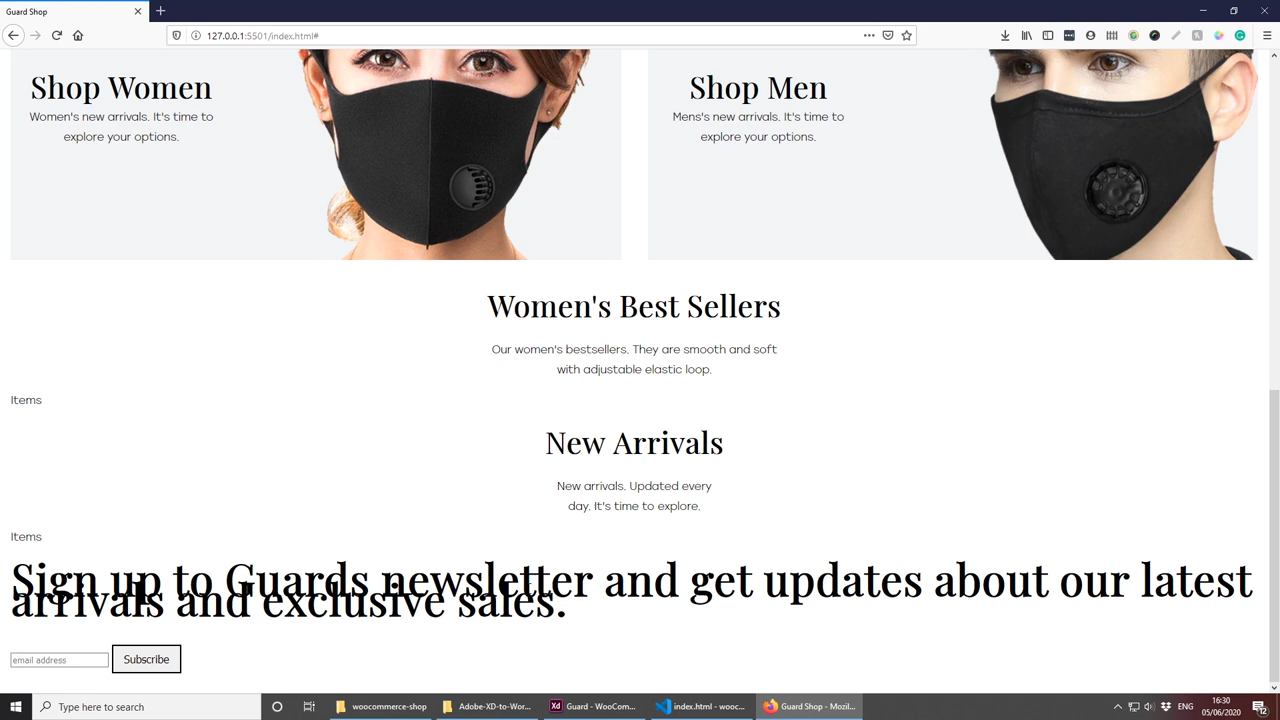 Guard Shop
127.0.0.1:5501/index.html#
Shop Women
Women's new arrivals. It's time to
explore your options.
Shop Men
Mens's new arrivals. It's time to
explore your options.
Women's Best Sellers
Our women's bestsellers. They are smooth and soft
with adjustable elastic loop.
Items
New Arrivals
New arrivals. Updated every
day. It's time to explore.
Items
Sign up to Guards newsletter and get updates about our latest
arrivals and exclusive sales.
email address
Subscribe
Type here to search
woocommerce-shop
Adobe-XD-to-Wor...
Guard - WooCom...
index.html - wooc...
Guard Shop - Mozil...
ENG
16:30
05/06/2020
12